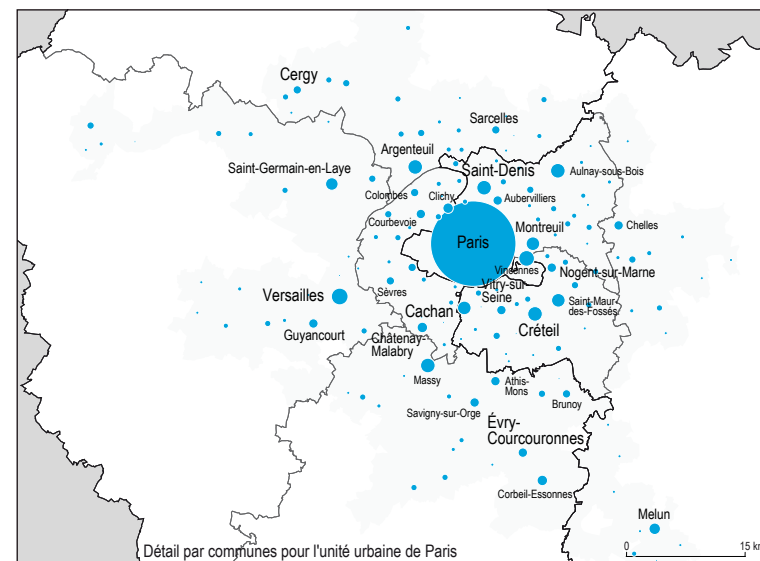 Cergy
Sarcelles
Argenteuil
Saint-Germain-en-Laye
Saint-Denis
Aulnay-sous-Bois
Colombes
Clichy
Aubervilliers
Courbevoie
Montreuil
Chelles
Paris
Vincennes
Nogent-sur-Marne
Sèvres
Vitry-sur
Seine
Versailles
Cachan
Saint-Maur
des-Fossés
Créteil
Guyancourt
Châtenay-
Malabry
Massy
Athis-
Mons
Brunoy
Savigny-sur-Orge
Évry-
Courcouronnes
Corbeil-Essonnes
Melun
Détail par communes pour l'unité urbaine de Paris
0 15 km